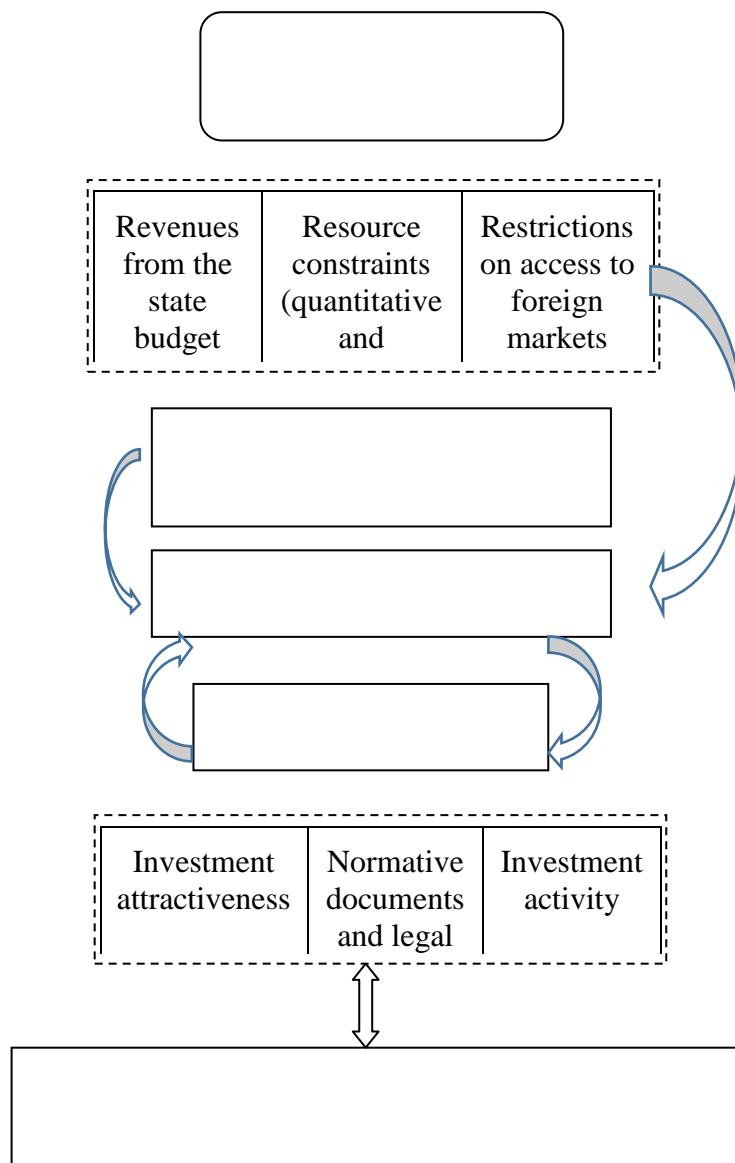 Revenues
from the
state
budget
Resource
constraints
(quantitative
and
Restrictions
on access to
foreign
markets
Investment
attractiveness
Normative
documents
and legal
Investment
activity